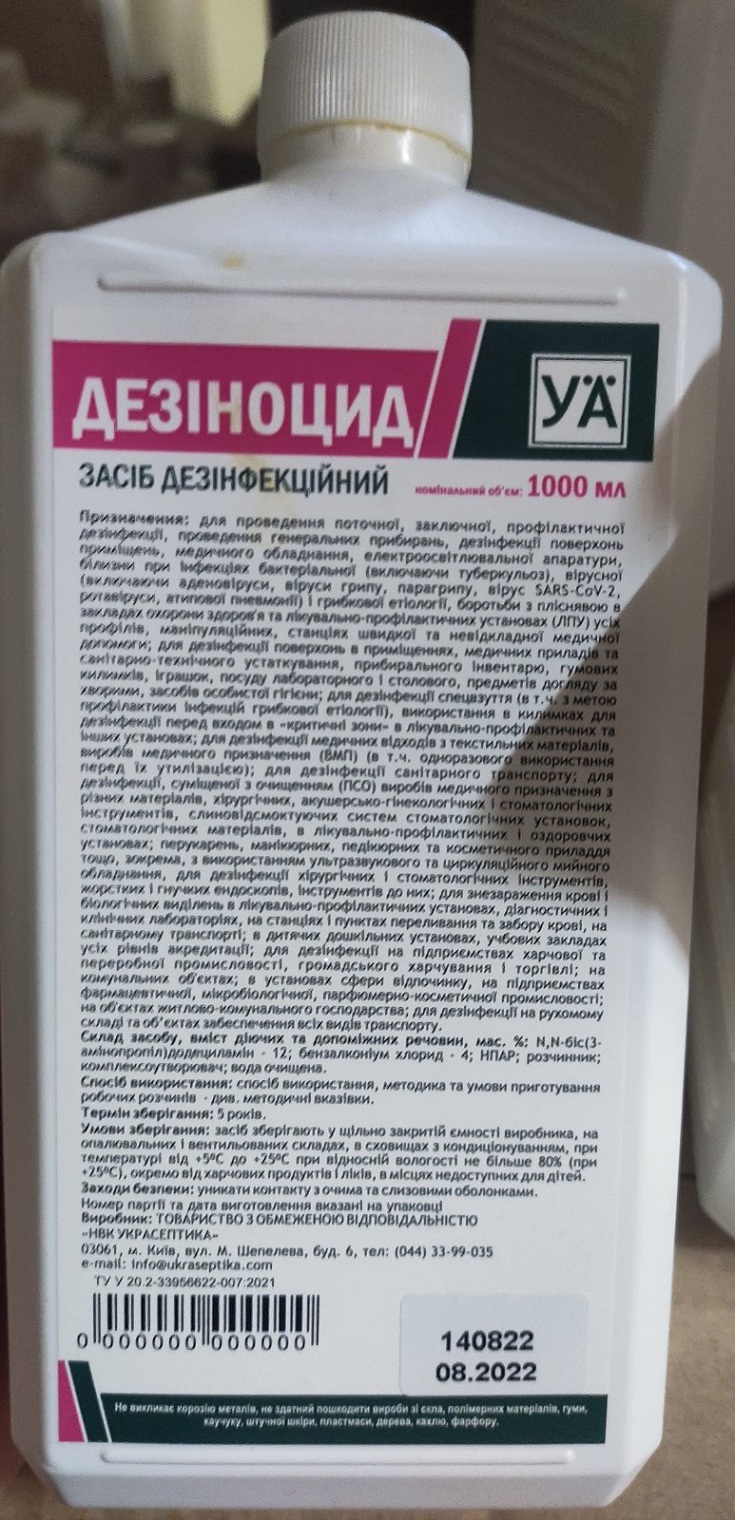 ДЕЗІНОЦИД
УÄ
ЗАСІБ ДЕЗІНФЕКЦІЙНИЙ
номінальний об'єм: 1000 мл
Призначення: для проведення поточної, заключної, профілактичної
дезінфекції, проведення генеральних прибирань, дезінфекції поверхонь
приміщень, медичного обладнання, електроосвітлювальної апаратури,
білизни при інфекціях бактеріальної (включаючи туберкульоз), вірусної
(включаючи аденовіруси, віруси грипу, парагрипу, вірус SARS-CoV-2,
ротавіруси, атипової пневмонії) і грибкової етіології, боротьби з пліснявою в
закладах охорони здоров'я та лікувально-профілактичних установах (ЛПУ) усіх
профілів, маніпуляційних, станціях швидкої та невідкладної медичної
допомоги; для дезінфекції поверхонь в приміщеннях, медичних приладів та
санітарно-технічного устаткування, прибирального інвентарю, гумових
килимків, іграшок, посуду лабораторного і столового, предметів догляду за
хворими, засобів особистої гігієни; для дезінфекції спецвзуття (в т.ч. з метою
профілактики інфекцій грибкової етіології), використання в килимках для
дезінфекції перед входом в «критичні зони» в лікувально-профілактичних та
інших установах; для дезінфекції медичних відходів з текстильних матеріалів,
виробів медичного призначення (ВМП) (в т.ч. одноразового використання
перед їх утилізацією); для дезінфекції санітарного транспорту; для
дезінфекції, суміщеної з очищенням (ПСО) виробів медичного призначення з
різних матеріалів, хірургічних, акушерсько-гінекологічних і стоматологічних
інструментів, слиновідсмоктуючих систем стоматологічних установок,
стоматологічних матеріалів, в лікувально-профілактичних і оздоровчих
установах; перукарень, манікюрних, педікюрних та косметичного приладдя
тощо, зокрема, з використанням ультразвукового та циркуляційного мийного
обладнання, для дезінфекції хірургічних і стоматологічних інструментів,
жорстких і гнучких ендоскопів, інструментів до них; для знезараження крові і
біологічних виділень в лікувально-профілактичних установах, діагностичних і
клінічних лабораторіях, на станціях і пунктах переливання та забору крові, на
санітарному транспорті; в дитячих дошкільних установах, учбових закладах
усіх рівнів акредитації; для дезінфекції на підприємствах харчової та
переробної промисловості, громадського харчування і торгівлі; на
комунальних об'єктах; в установах сфери відпочинку, на підприємствах
фармацевтичної, мікробіологічної, парфюмерно-косметичної промисловості;
на об'єктах житлово-комунального господарства; для дезінфекції на рухомому
складі та об'єктах забезпечення всіх видів транспорту.
Склад засобу, вміст діючих та допоміжних речовин, мас. %: N,N-біс(3-
амінопропіл)додециламін - 12; бензалконіум хлорид - 4; НПАР; розчинник;
комплексоутворювач; вода очищена.
Спосіб використання: спосіб використання, методика та умови приготування
робочих розчинів - див. методичні вказівки.
Термін зберігання: 5 років.
Умови зберігання: засіб зберігають у щільно закритій ємності виробника, на
опалювальних і вентильованих складах, в сховищах з кондиціонуванням, при
температурі від +5°С до +25°С при відносній вологості не більше 80% (при
+25°С), окремо від харчових продуктів і ліків, в місцях недоступних для дітей.
Заходи безпеки: уникати контакту з очима та слизовими оболонками.
Номер партії та дата виготовлення вказані на упаковці
Виробник: ТОВАРИСТВО З ОБМЕЖЕНОЮ ВІДПОВІДАЛЬНІСТЮ
«НВК УКРАСЕПТИКА»
03061, м. Київ, вул. М. Шепелева, буд. 6, тел: (044) 33-99-035
e-mail: info@ukraseptika.com
ТУ У 20.2-33956622-007:2021
0 000000 000000
140822
08.2022
Не викликає корозію металів, не здатний пошкодити вироби зі скла, полімерних матеріалів, гуми,
каучуку, штучної шкіри, пластмаси, дерева, кахлю, фарфору.